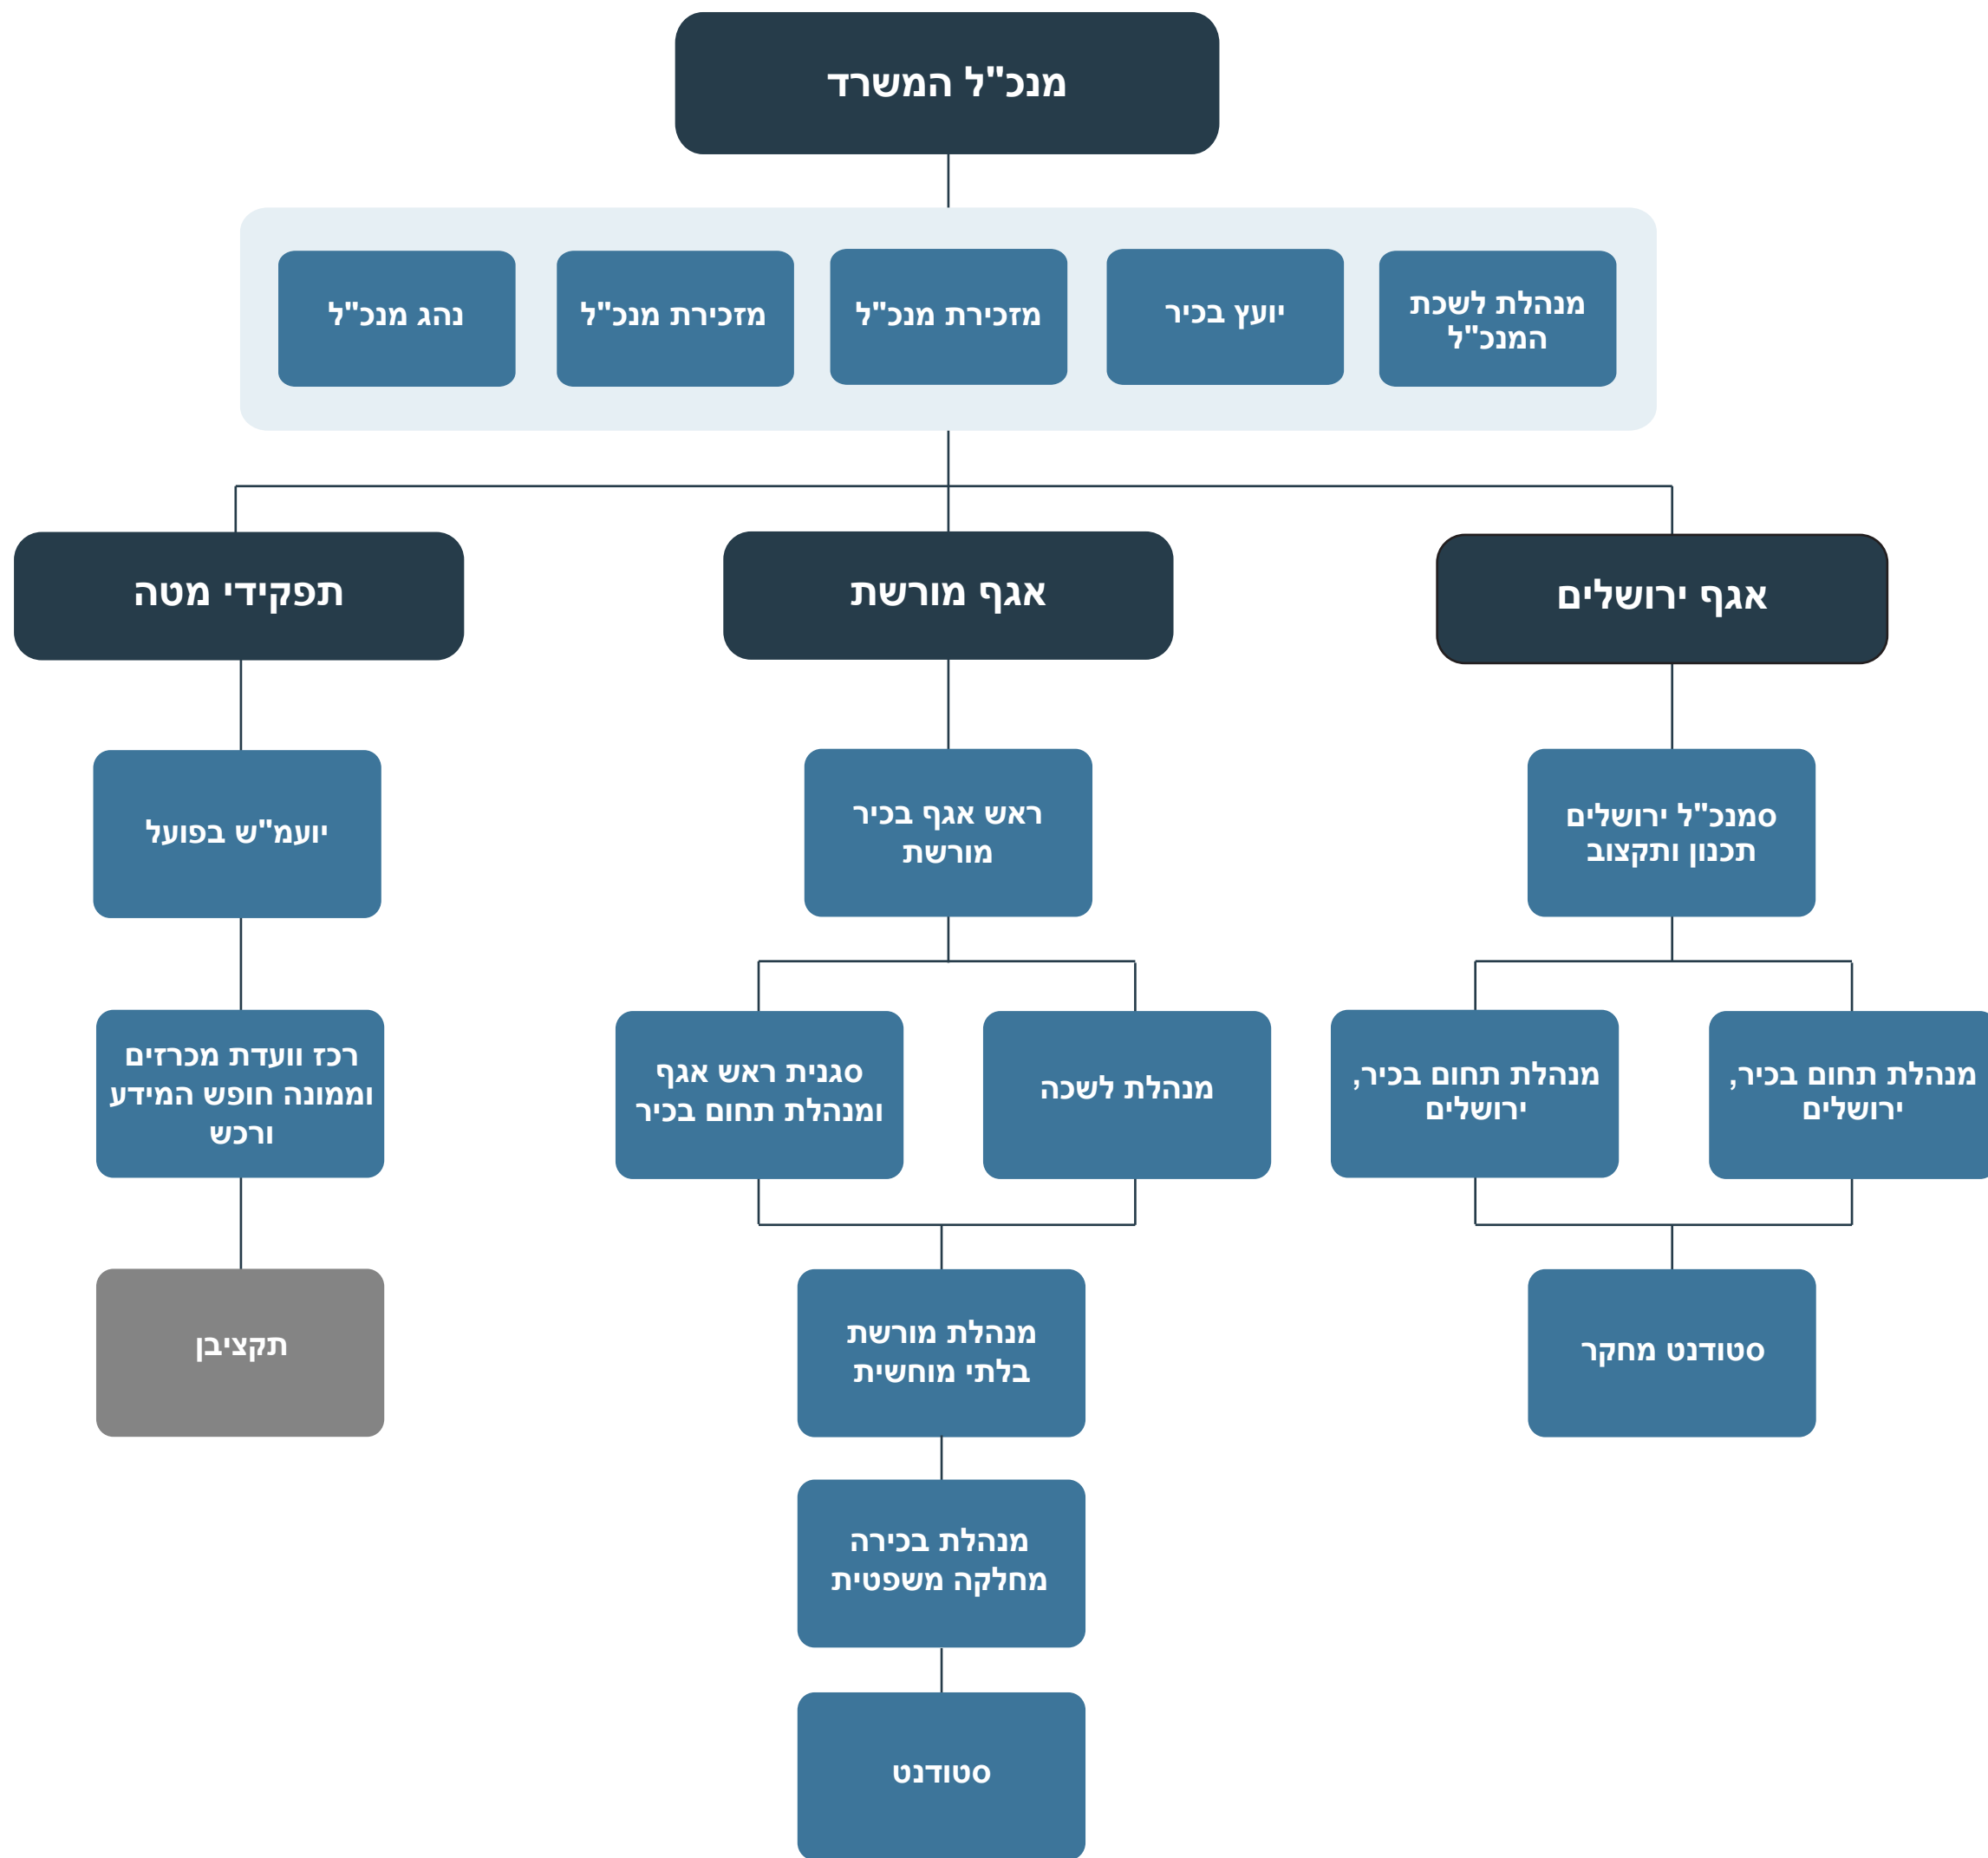 מנכ"ל המשרד
מנהלת לשכת
המנכ"ל
יועץ בכיר
מזכירת מנכ"ל
מזכירת מנכ"ל
נהג מנכ"ל
אגף ירושלים
אגף מורשת
תפקידי מטה
סמנכ"ל ירושלים
תכנון ותקצוב
ראש אגף בכיר
מורשת
יועמ"ש בפועל
מנהלת תחום בכיר,
ירושלים
מנהלת תחום בכיר,
ירושלים
מנהלת לשכה
סגנית ראש אגף
ומנהלת תחום בכיר
רכז וועדת מכרזים
וממונה חופש המידע
ורכש
סטודנט מחקר
מנהלת מורשת
בלתי מוחשית
תקציבן
מנהלת בכירה
מחלקה משפטית
סטודנט